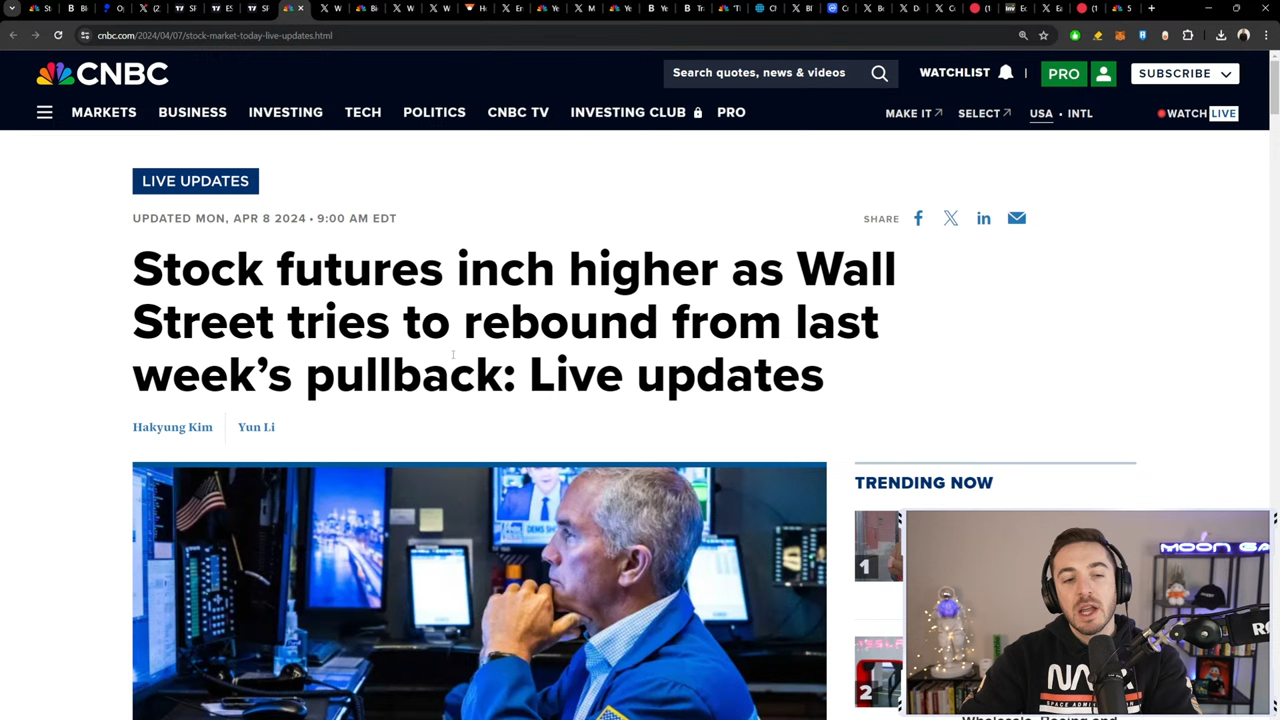 cnbc.com/2024/04/07/stock-market-today-live-updates.html
CNBC
Search quotes, news & videos
WATCHLIST
PRO
SUBSCRIBE
MARKETS BUSINESS INVESTING TECH POLITICS CNBC TV INVESTING CLUB PRO
MAKE IT SELECT USA • INTL WATCH LIVE
LIVE UPDATES
UPDATED MON, APR 8 2024 • 9:00 AM EDT
SHARE
Stock futures inch higher as Wall
Street tries to rebound from last
week’s pullback: Live updates
Hakyung Kim Yun Li
TRENDING NOW
1
2
MOON GA
NASA